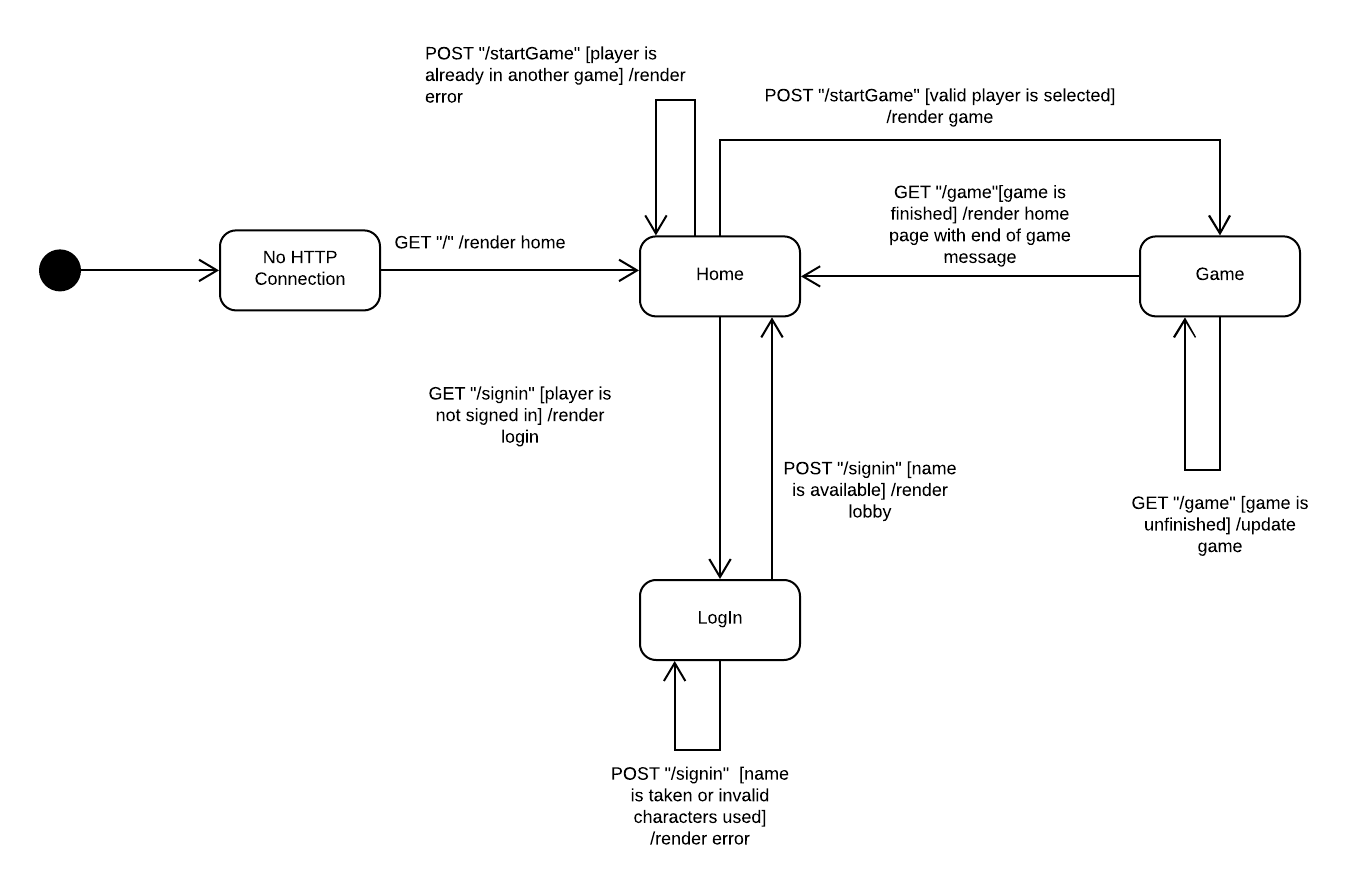 POST "/startGame" [player is
already in another game] /render
error
POST "/startGame" [valid player is selected]
/render game
GET "/game"[game is
finished] /render home
page with end of game
message
No HTTP
Connection
GET "/" /render home
Home
Game
GET "/signin" [player is
not signed in] /render
login
POST "/signin" [name
is available] /render
lobby
GET "/game" [game is
unfinished] /update
game
LogIn
POST "/signin"  [name
is taken or invalid
characters used]
/render error